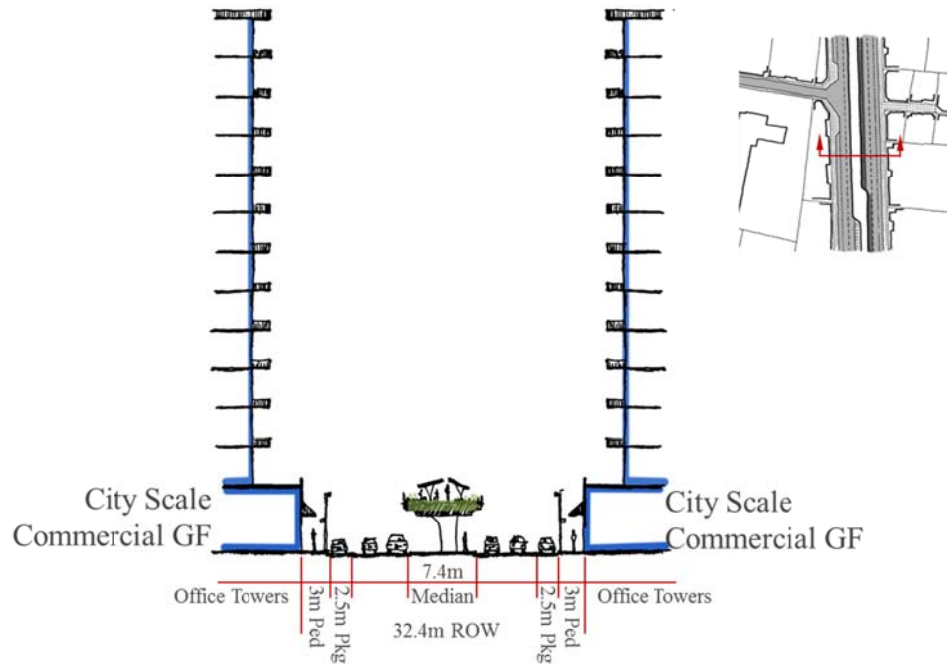 City Scale
Commercial GF
City Scale
Commercial GF
7.4m
Office Towers
3m Ped
2.5m Pkg
Median
2.5m Pkg
3m Ped
Office Towers
32.4m ROW